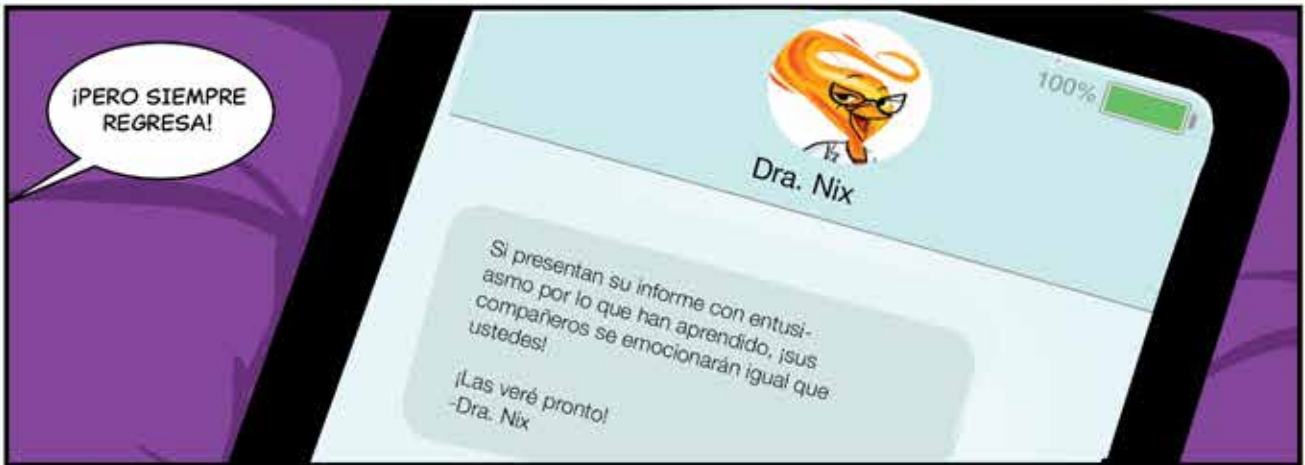 ¡PERO SIEMPRE
REGRESA!
100%
Dra. Nix
Si presentan su informe con entusi-
asmo por lo que han aprendido, ¡sus
compañeros se emocionarán igual que
ustedes!
¡Las veré pronto!
-Dra. Nix